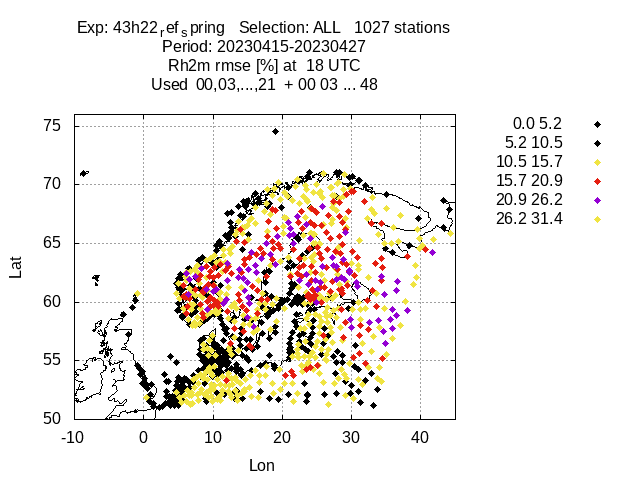 Exp: 43h22ref spring   Selection: ALL   1027 stations
Period: 20230415-20230427
Rh2m rmse [%] at  18 UTC
Used  00,03,...,21  + 00 03 ... 48
0.0 5.2
5.2 10.5
10.5 15.7
15.7 20.9
20.9 26.2
26.2 31.4
75
70
65
60
55
50
Lat
-10 0 10 20 30 40
Lon